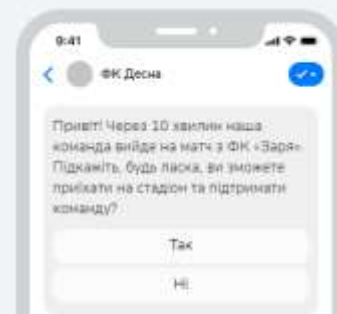 9:41
ФК Десна
Привіт! Через 10 хвилин наша
команда вийде на матч з ФК «Заря»
Підкажіть, будь ласка, ви зможете
приїхати на стадіон та підтримати
команду?
Так
Ні